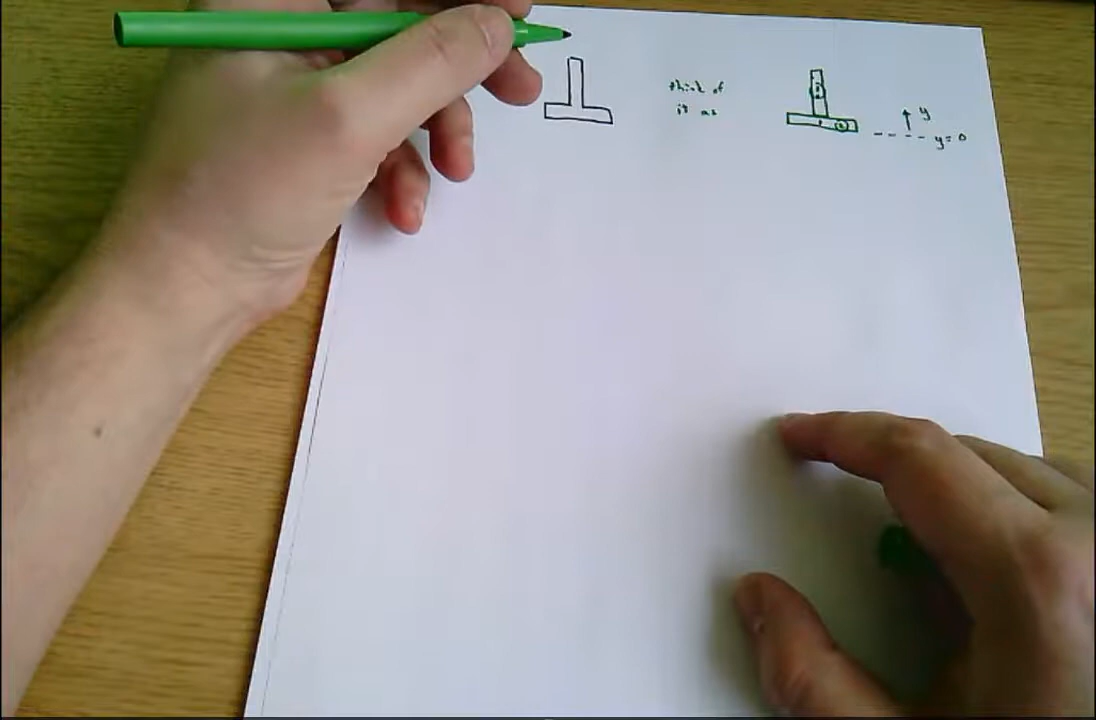 think of
it as
y
y = 0